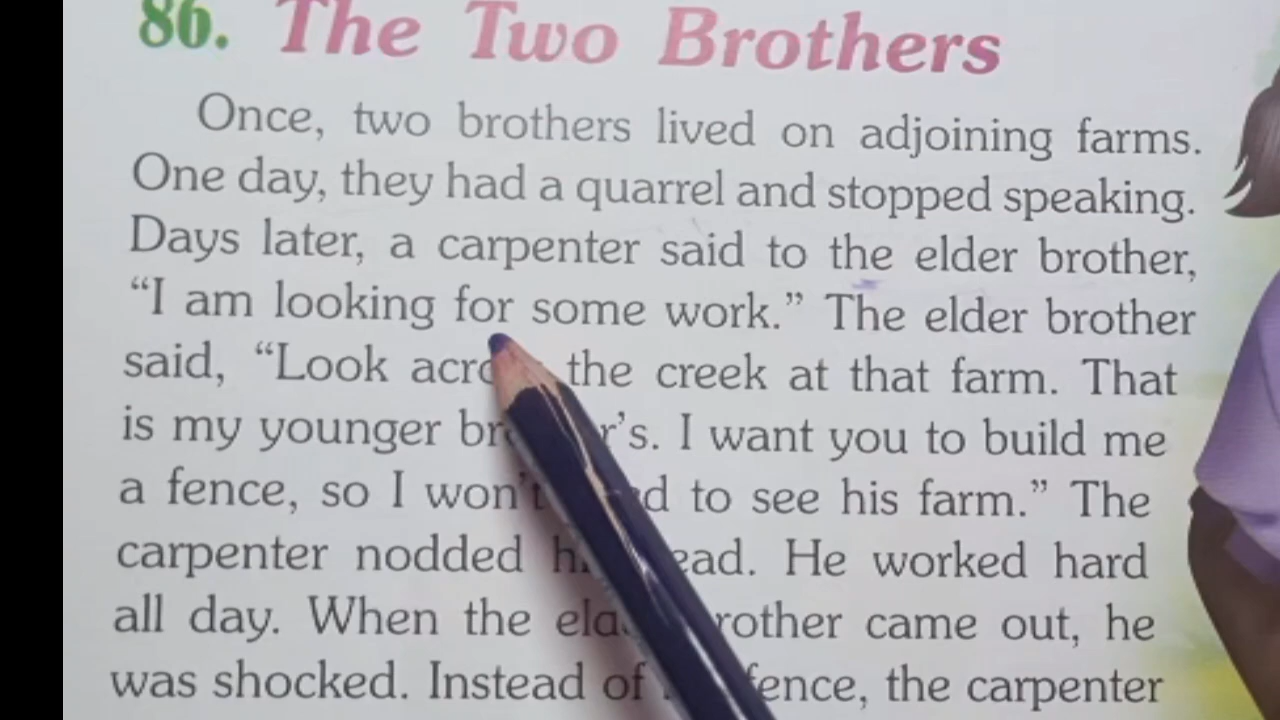 86. The Two Brothers
Once, two brothers lived on adjoining farms.
One day, they had a quarrel and stopped speaking.
Days later, a carpenter said to the elder brother,
“I am looking for some work.” The elder brother
said, “Look the creek at that farm. That
is my younger I want you to build me
a fence, so I won't to see his farm.” The
carpenter nodded He worked hard
all day. When the came out, he
was shocked. Instead of fence, the carpenter